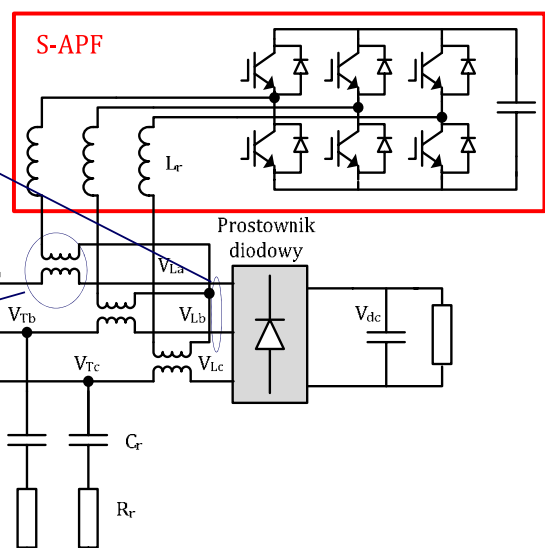 S-APF
Lr
Prostownik
diodowy
VLa
VTb
VLb
Vdc
VTc
VLc
Cr
Rr